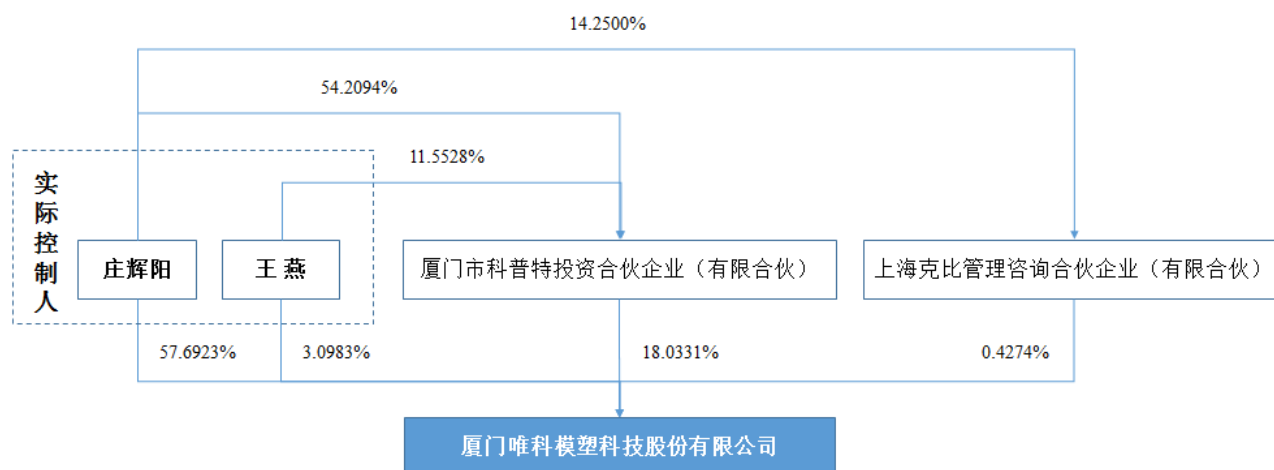 14.2500%
54.2094%
11.5528%
实际控制人
庄辉阳
王 燕
厦门市科普特投资合伙企业（有限合伙）
上海克比管理咨询合伙企业（有限合伙）
57.6923%
3.0983%
18.0331%
0.4274%
厦门唯科模塑科技股份有限公司